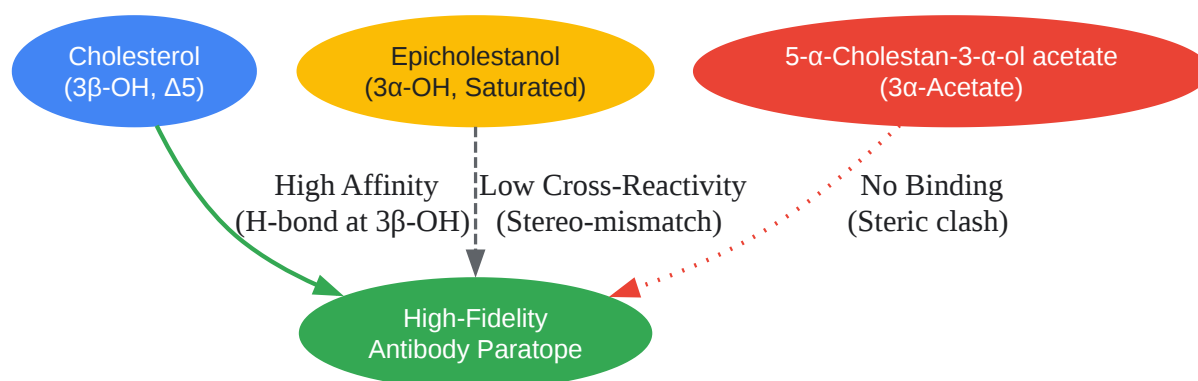 Cholesterol
(3β-OH, Δ5)
Epicholestanol
(3α-OH, Saturated)
5-α-Cholestan-3-α-ol acetate
(3α-Acetate)
High Affinity
(H-bond at 3β-OH)
Low Cross-Reactivity
(Stereo-mismatch)
No Binding
(Steric clash)
High-Fidelity
Antibody Paratope